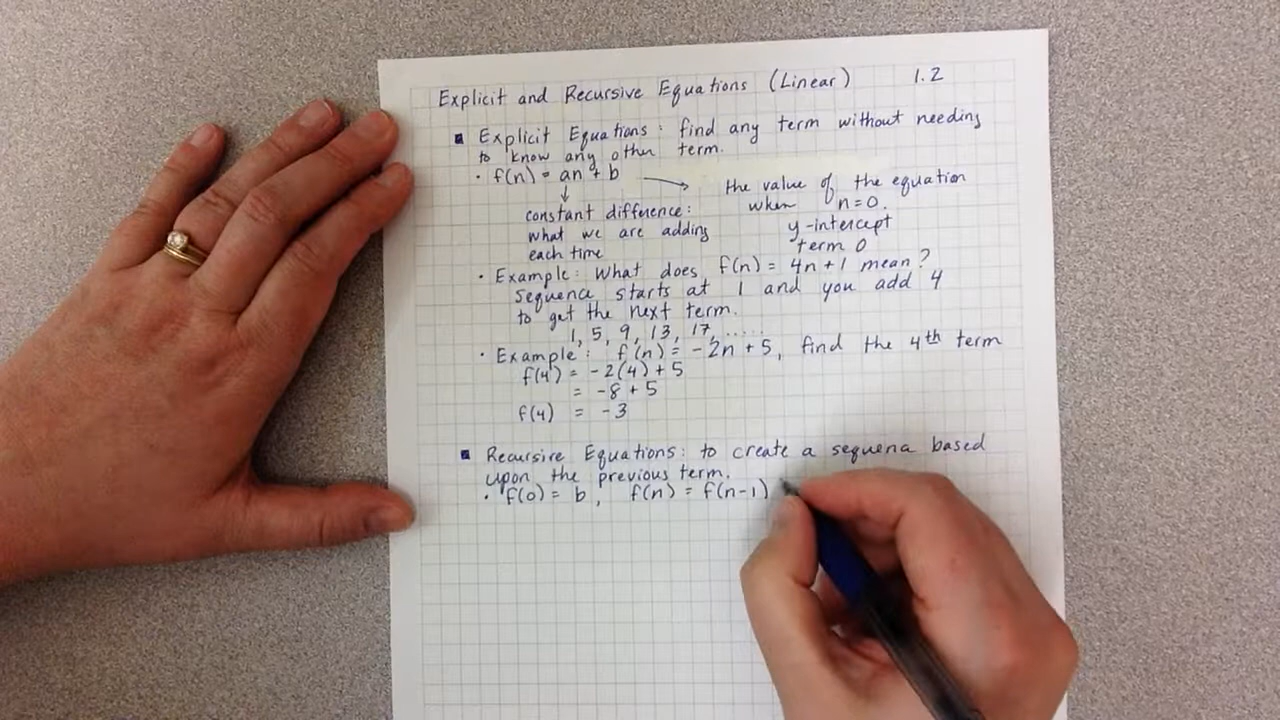 Explicit and Recursive Equations (Linear) 1.2
Explicit Equations: find any term without needing
to know any other term.
• f(n) = an + b → the value of the equation
when n=0.
↓
constant difference: y-intercept
what we are adding term 0
each time
• Example: What does f(n) = 4n+1 mean?
sequence starts at 1 and you add 4
to get the next term.
1, 5, 9, 13, 17, .....
• Example: f(n) = -2n + 5, find the 4th term
f(4) = -2(4) + 5
= -8 + 5
f(4) = -3
Recursive Equations: to create a sequena based
upon the previous term.
• f(0) = b, f(n) = f(n-1)